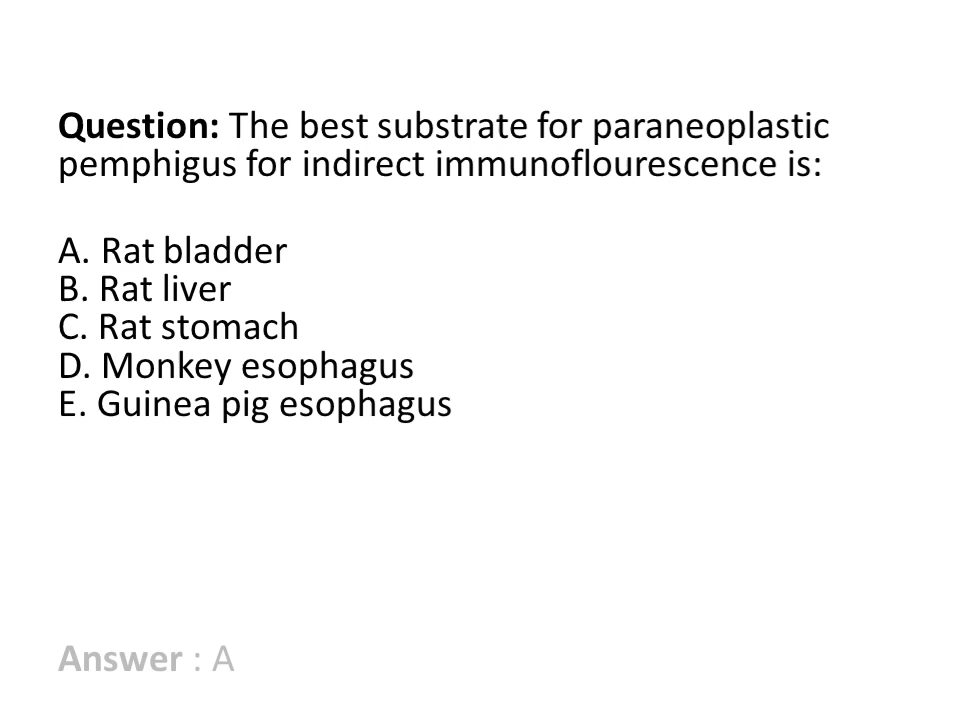 Question: The best substrate for paraneoplastic
pemphigus for indirect immunoflourescence is:
A. Rat bladder
B. Rat liver
C. Rat stomach
D. Monkey esophagus
E. Guinea pig esophagus
Answer : A